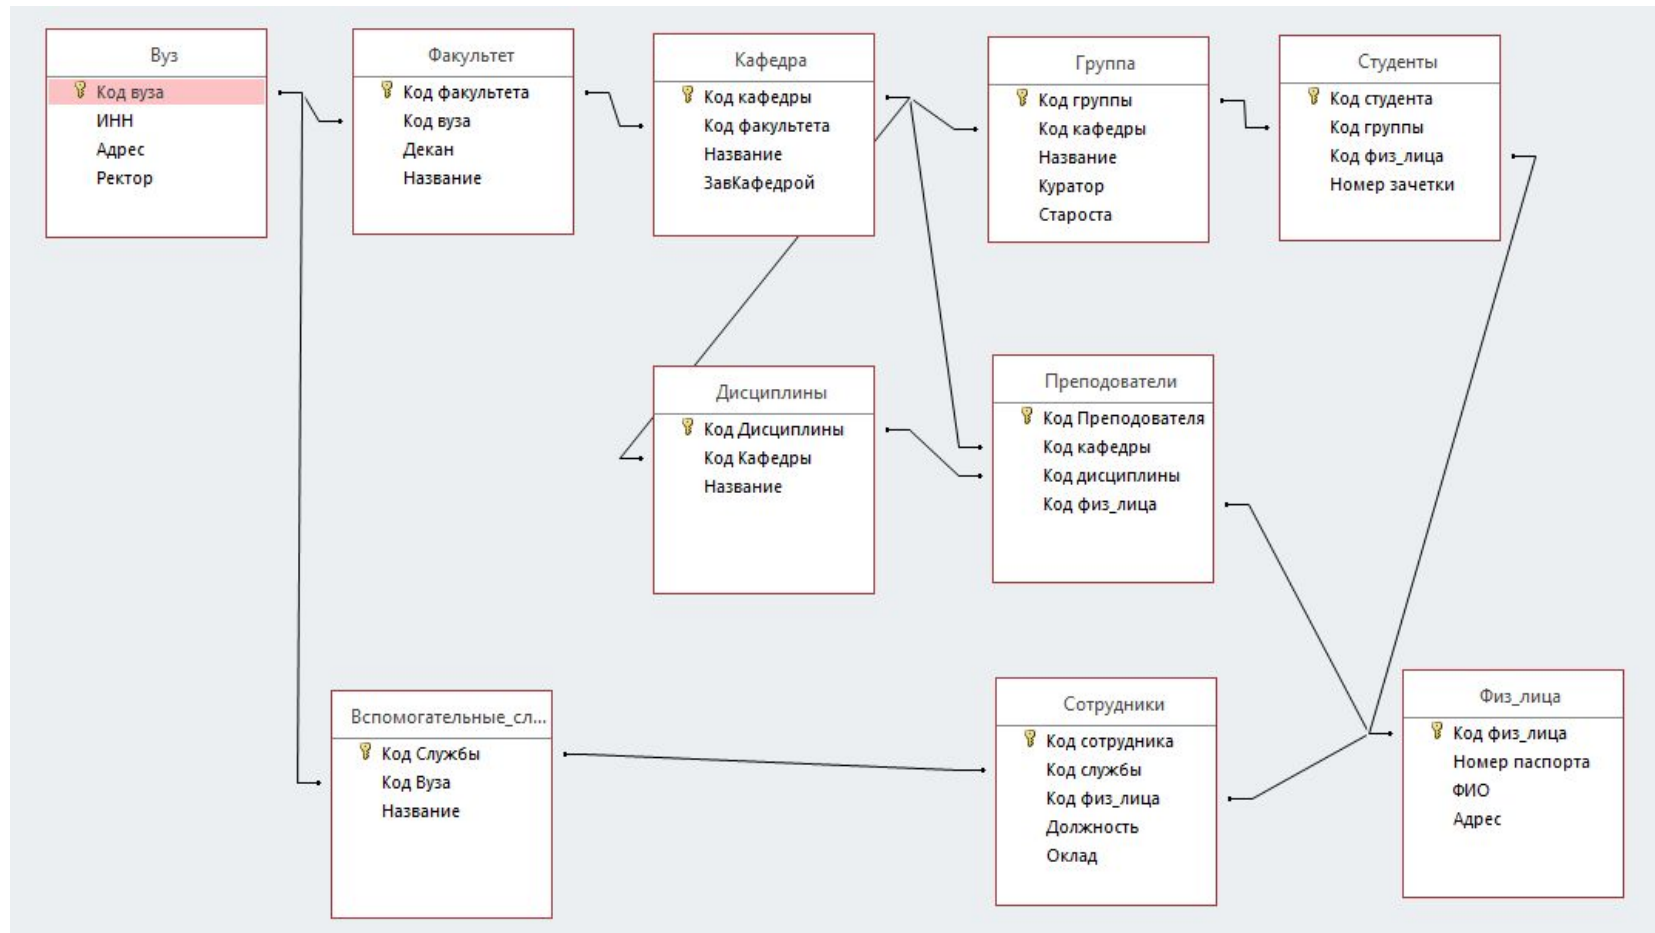 Вуз
Код вуза
ИНН
Адрес
Ректор
Факультет
Код факультета
Код вуза
Декан
Название
Кафедра
Код кафедры
Код факультета
Название
ЗавКафедрой
Группа
Код группы
Код кафедры
Название
Куратор
Староста
Студенты
Код студента
Код группы
Код физ_лица
Номер зачетки
Дисциплины
Код Дисциплины
Код Кафедры
Название
Преподователи
Код Преподователя
Код кафедры
Код дисциплины
Код физ_лица
Вспомогательные_сл...
Код Службы
Код Вуза
Название
Сотрудники
Код сотрудника
Код службы
Код физ_лица
Должность
Оклад
Физ_лица
Код физ_лица
Номер паспорта
ФИО
Адрес